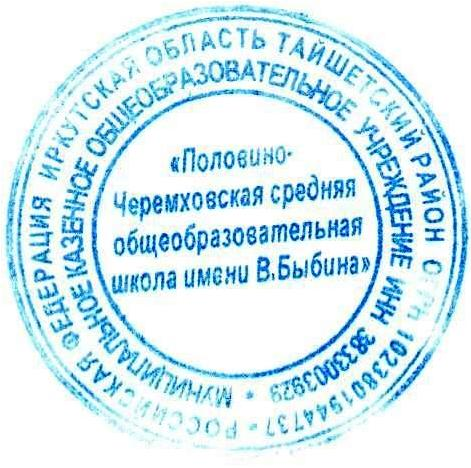 РОССИЙСКАЯ ФЕДЕРАЦИЯ ИРКУТСКАЯ ОБЛАСТЬ ТАЙШЕТСКИЙ РАЙОН ОГРН 1023801944737 *
МУНИЦИПАЛЬНОЕ КАЗЕННОЕ ОБЩЕОБРАЗОВАТЕЛЬНОЕ УЧРЕЖДЕНИЕ ИНН 3833003929 *
«Половино-
Черемховская средняя
общеобразовательная
школа имени В.Быбина»